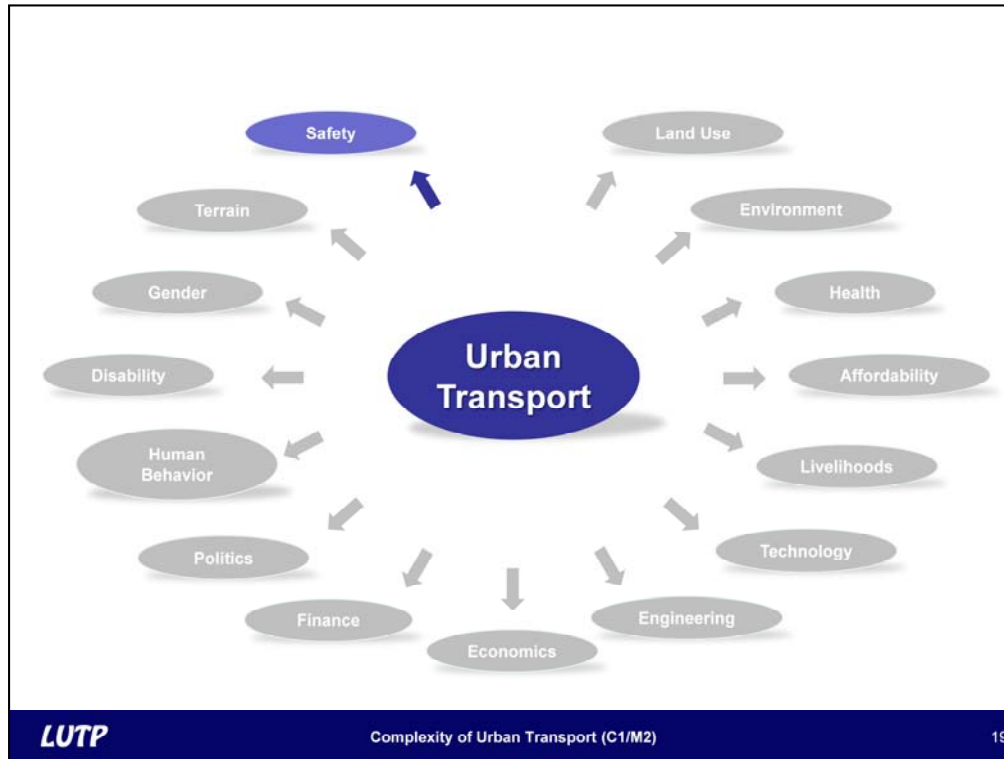 Safety
Land Use
Terrain
Environment
Gender
Health
Urban
Transport
Disability
Affordability
Human
Behavior
Livelihoods
Politics
Technology
Finance
Engineering
Economics
LUTP
Complexity of Urban Transport (C1/M2)
19